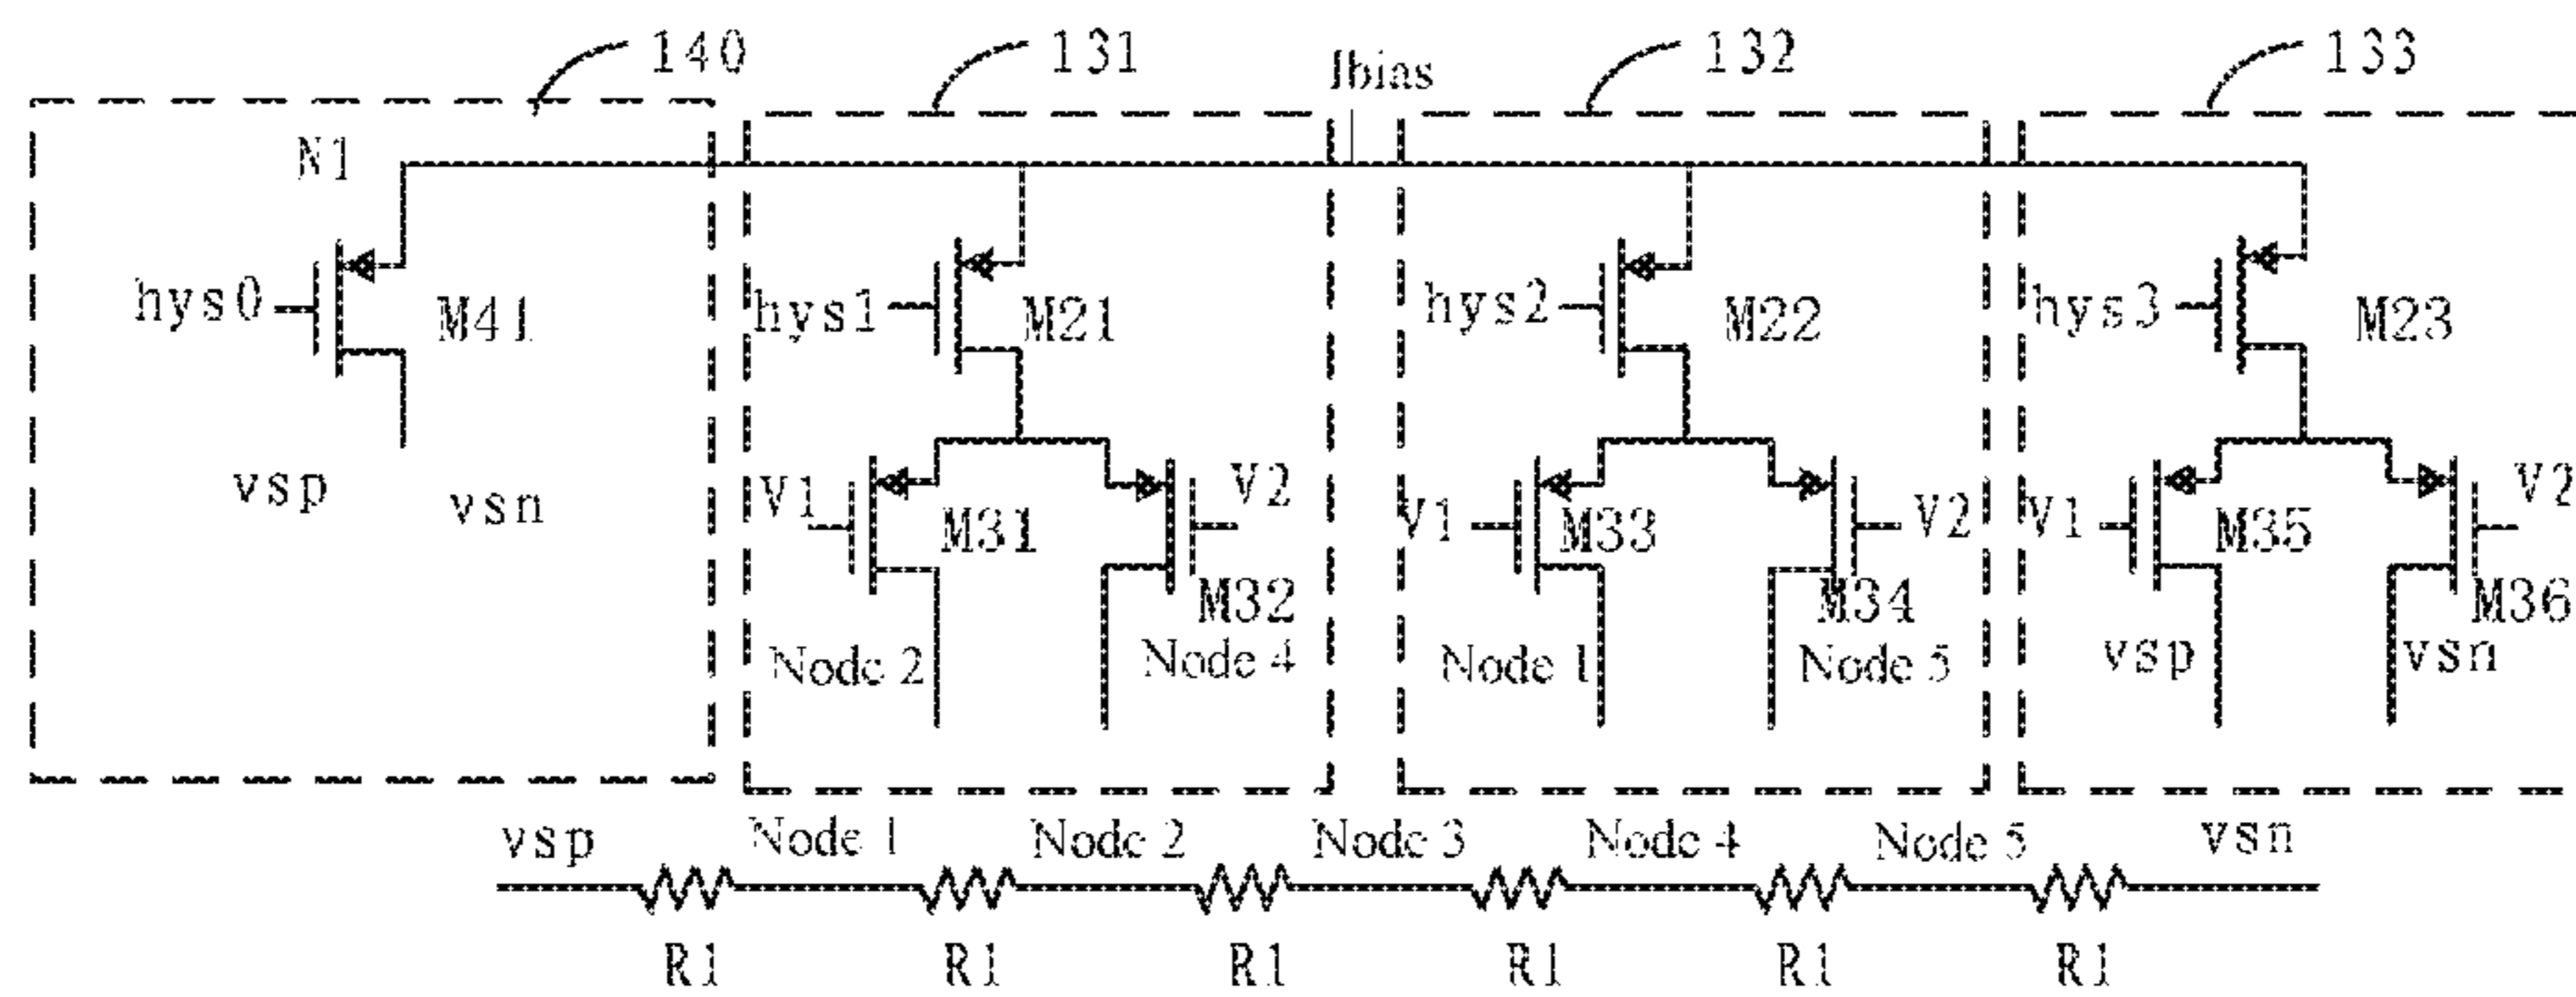 140
131
Ibias
132
133
N1
hys0
M41
hys1
M21
hys2
M22
hys3
M23
vsp
vsn
V1
M31
V2
M32
V1
M33
V2
M34
V1
M35
V2
M36
Node 2
Node 4
Node 1
Node 5
vsp
vsn
vsp
Node 1
Node 2
Node 3
Node 4
Node 5
vsn
R1
R1
R1
R1
R1
R1